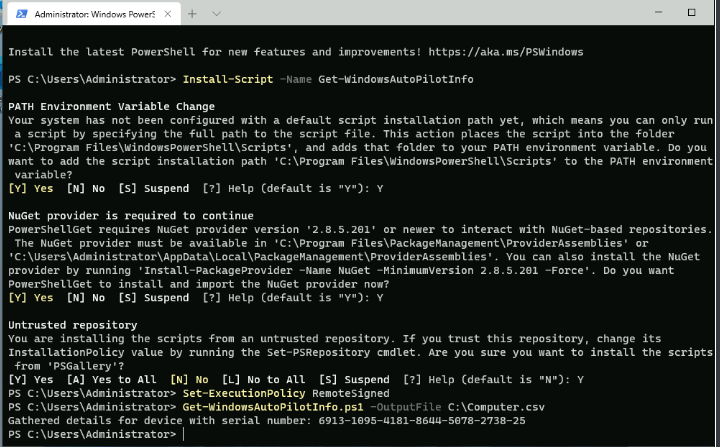 Administrator: Windows PowerS
Install the latest PowerShell for new features and improvements! https://aka.ms/PSWindows
PS C:\Users\Administrator> Install-Script -Name Get-WindowsAutoPilotInfo
PATH Environment Variable Change
Your system has not been configured with a default script installation path yet, which means you can only run
a script by specifying the full path to the script file. This action places the script into the folder
'C:\Program Files\WindowsPowerShell\Scripts', and adds that folder to your PATH environment variable. Do you
want to add the script installation path 'C:\Program Files\WindowsPowerShell\Scripts' to the PATH environment
variable?
[Y] Yes  [N] No  [S] Suspend  [?] Help (default is "Y"): Y
NuGet provider is required to continue
PowerShellGet requires NuGet provider version '2.8.5.201' or newer to interact with NuGet-based repositories.
The NuGet provider must be available in 'C:\Program Files\PackageManagement\ProviderAssemblies' or
'C:\Users\Administrator\AppData\Local\PackageManagement\ProviderAssemblies'. You can also install the NuGet
provider by running 'Install-PackageProvider -Name NuGet -MinimumVersion 2.8.5.201 -Force'. Do you want
PowerShellGet to install and import the NuGet provider now?
[Y] Yes  [N] No  [S] Suspend  [?] Help (default is "Y"): Y
Untrusted repository
You are installing the scripts from an untrusted repository. If you trust this repository, change its
InstallationPolicy value by running the Set-PSRepository cmdlet. Are you sure you want to install the scripts
from 'PSGallery'?
[Y] Yes  [A] Yes to All  [N] No  [L] No to All  [S] Suspend  [?] Help (default is "N"): Y
PS C:\Users\Administrator> Set-ExecutionPolicy RemoteSigned
PS C:\Users\Administrator> Get-WindowsAutoPilotInfo.ps1 -OutputFile C:\Computer.csv
Gathered details for device with serial number: 6913-1095-4181-8644-5078-2738-25
PS C:\Users\Administrator>